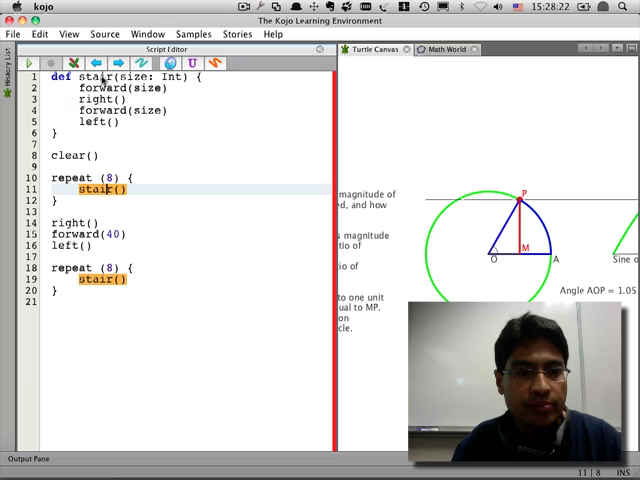 kojo
15:28:22
The Kojo Learning Environment
File Edit View Source Window Samples Stories Help
History List
Script Editor
Turtle Canvas
Math World
1 def stair(size: Int) {
2 forward(size)
3 right()
4 forward(size)
5 left()
6 }
7
8 clear()
9
10 repeat (8) {
11 stair()
12 }
13
14 right()
15 forward(40)
16 left()
17
18 repeat (8) {
19 stair()
20 }
21
magnitude of
ed, and how
s magnitude
tio of
tio of
to one unit
ual to MP.
on
cle.
P
O
M
A
Sine o
Angle AOP = 1.05
Output Pane
11 | 8
INS